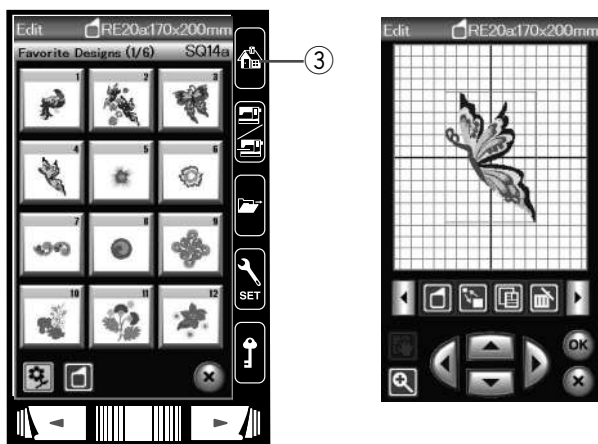 Edit RE20a:170x200mm
Favorite Designs (1/6) SQ14a
1 2 3
4 5 6
7 8 9
10 11 12
SET
③
Edit RE20a:170x200mm
OK